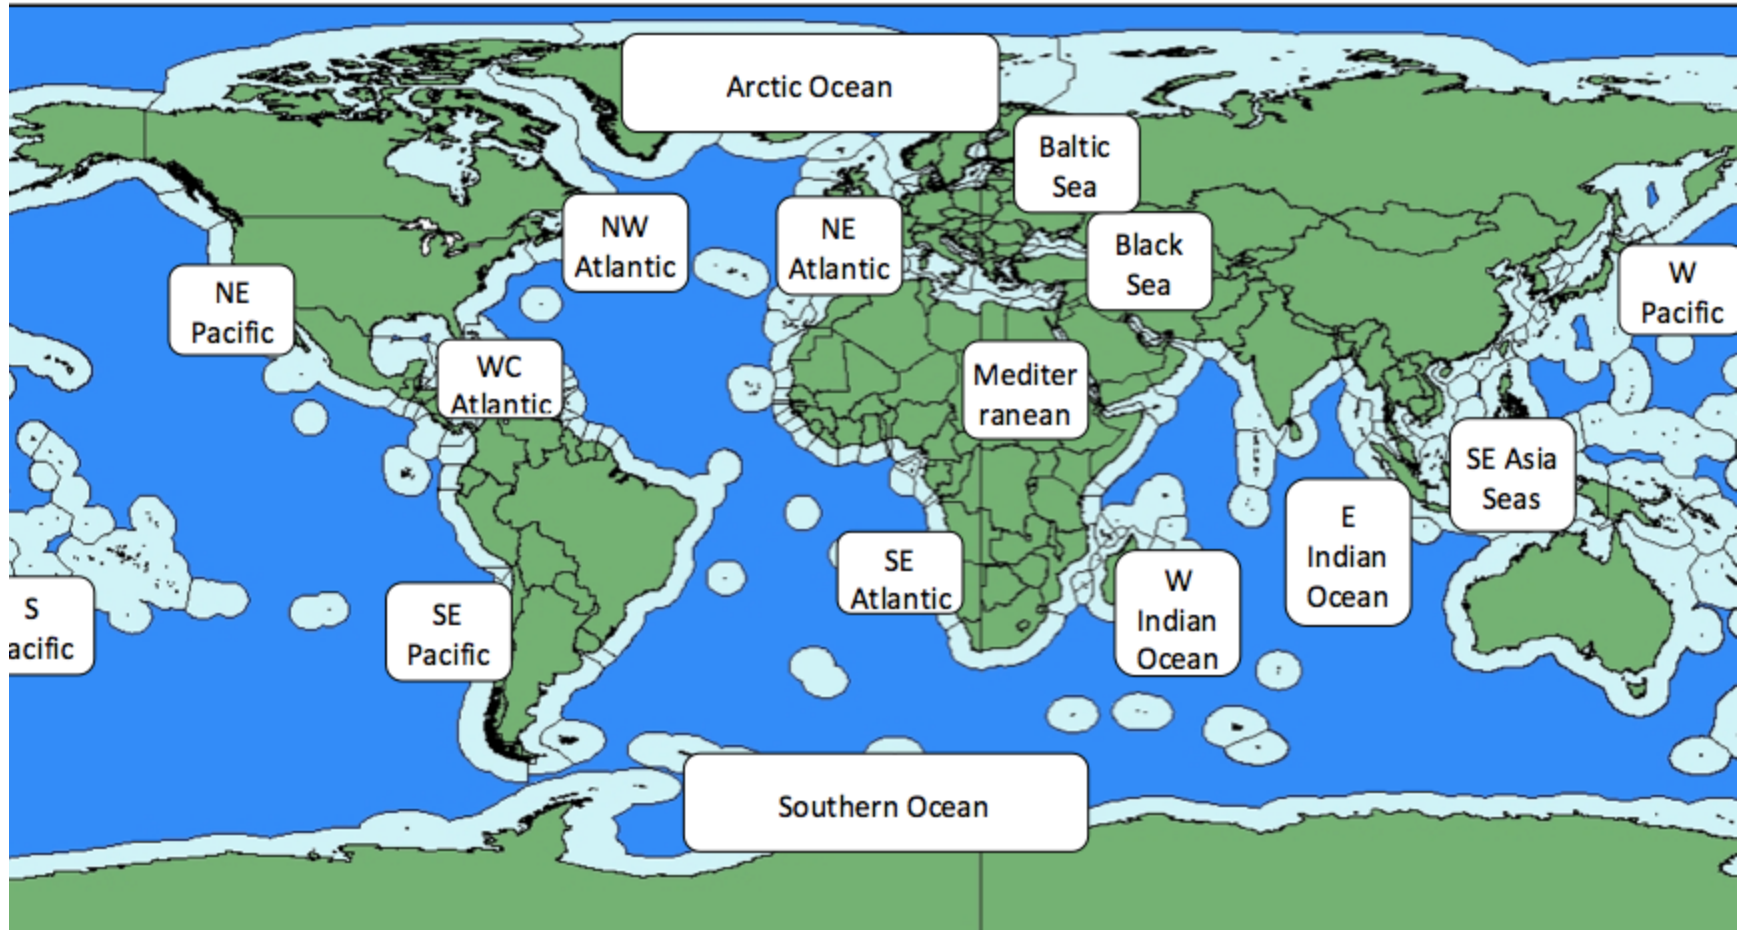 Arctic Ocean
Baltic
Sea
NW
Atlantic
NE
Atlantic
Black
Sea
W
Pacific
NE
Pacific
WC
Atlantic
Mediter
ranean
SE Asia
Seas
E
Indian
Ocean
SE
Atlantic
W
Indian
Ocean
S
acific
SE
Pacific
Southern Ocean